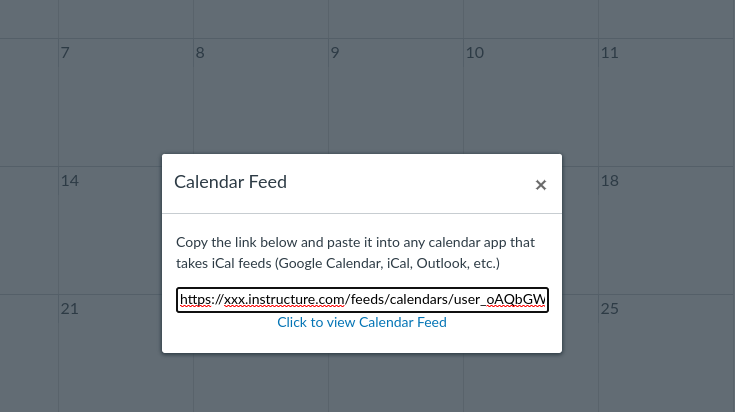 7 8 9 10 11
Calendar Feed ×
14 18
Copy the link below and paste it into any calendar app that
takes iCal feeds (Google Calendar, iCal, Outlook, etc.)
https://xxx.instructure.com/feeds/calendars/user_oAQbGW
21 25
Click to view Calendar Feed